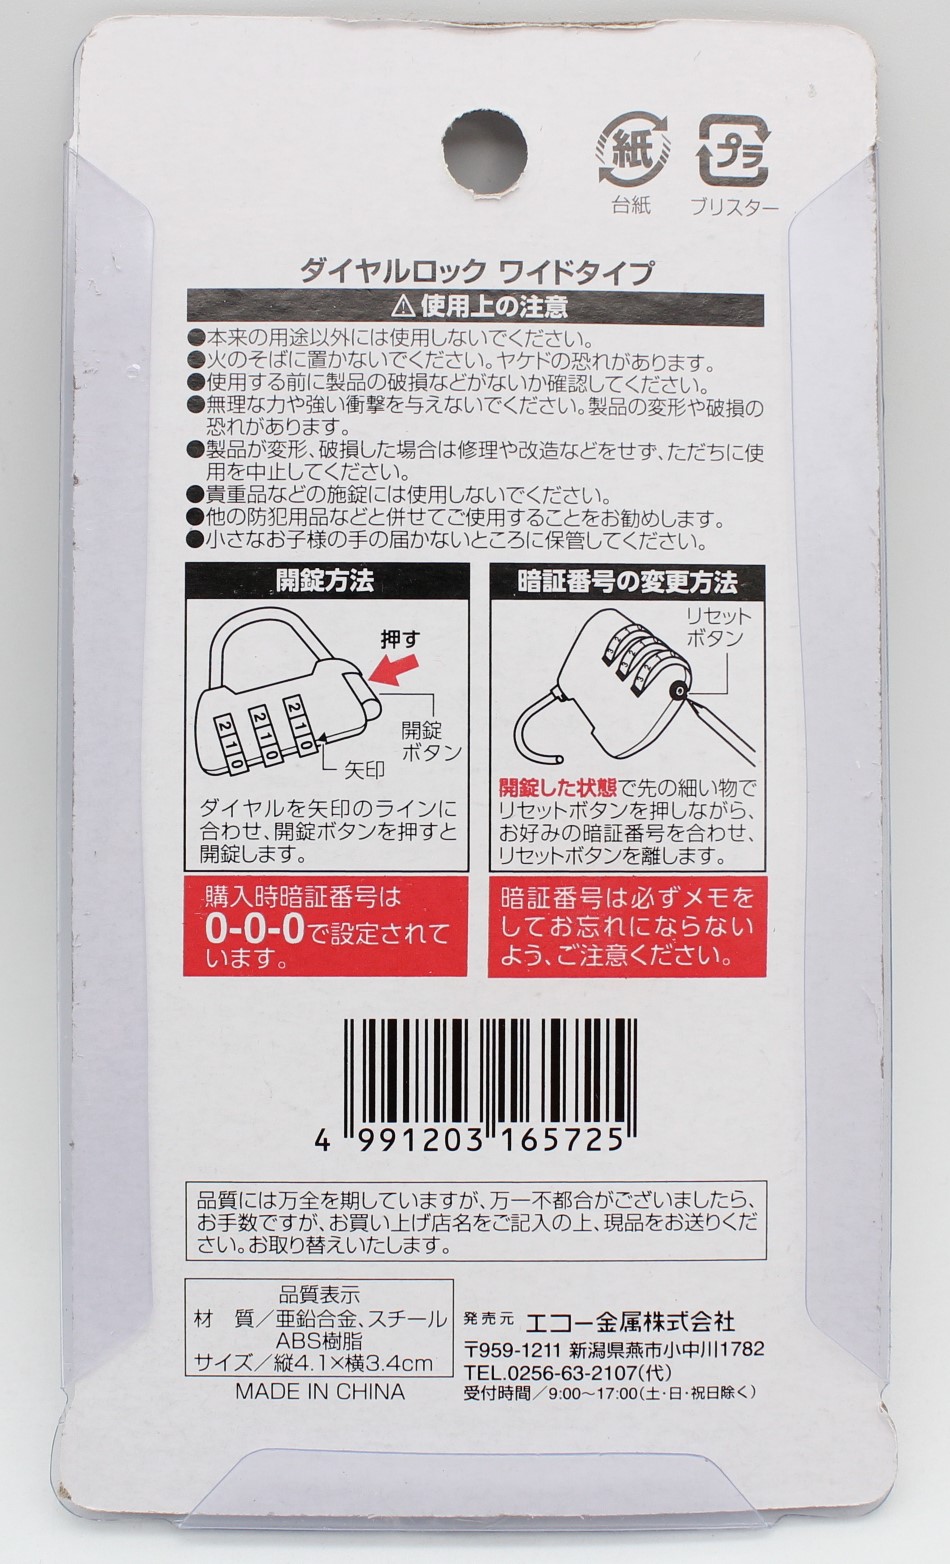 紙
プラ
台紙
ブリスター
ダイヤルロック ワイドタイプ
⚠使用上の注意
●本来の用途以外には使用しないでください。
●火のそばに置かないでください。ヤケドの恐れがあります。
●使用する前に製品の破損などがないか確認してください。
●無理な力や強い衝撃を与えないでください。製品の変形や破損の
恐れがあります。
●製品が変形、破損した場合は修理や改造などをせず、ただちに使
用を中止してください。
●貴重品などの施錠には使用しないでください。
●他の防犯用品などと併せてご使用することをお勧めします。
●小さなお子様の手の届かないところに保管してください。
開錠方法
押す
2 1 0
2 1 0
2 1 0
開錠
ボタン
矢印
ダイヤルを矢印のラインに
合わせ、開錠ボタンを押すと
開錠します。
購入時暗証番号は
0-0-0で設定されて
います。
暗証番号の変更方法
リセット
ボタン
開錠した状態で先の細い物で
リセットボタンを押しながら、
お好みの暗証番号を合わせ、
リセットボタンを離します。
暗証番号は必ずメモを
してお忘れにならない
よう、ご注意ください。
4 991203 165725
品質には万全を期していますが、万一不都合がございましたら、
お手数ですが、お買い上げ店名をご記入の上、現品をお送りくだ
さい。お取り替えいたします。
品質表示
材　質／亜鉛合金、スチール
ABS樹脂
サイズ／縦4.1×横3.4cm
MADE IN CHINA
発売元 エコー金属株式会社
〒959-1211 新潟県燕市小中川1782
TEL.0256-63-2107(代)
受付時間／9:00〜17:00(土・日・祝日除く)